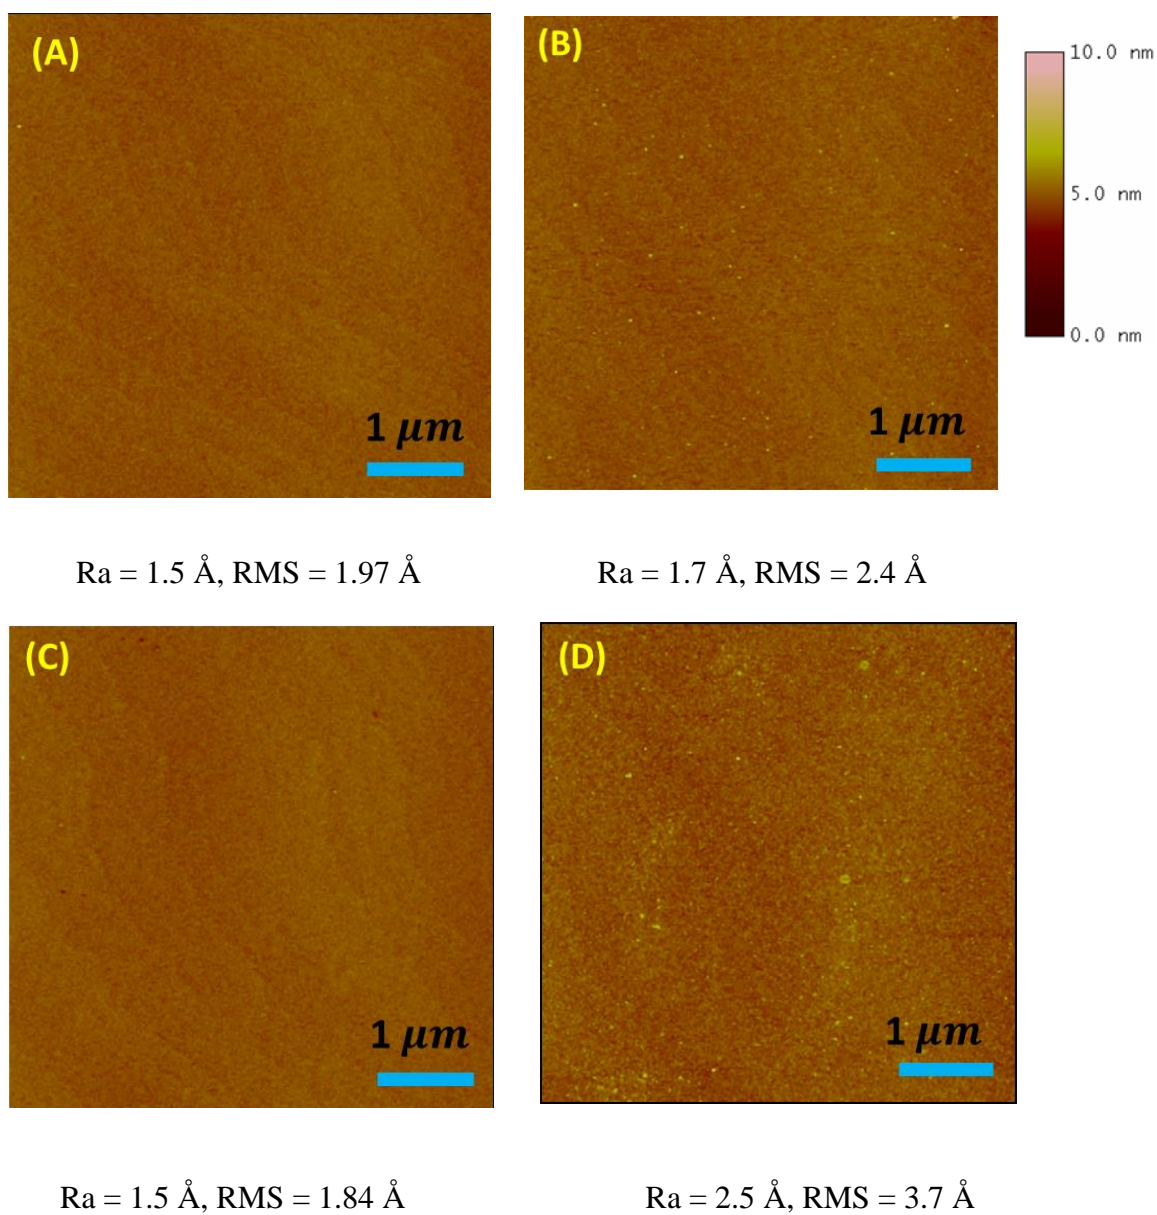 (A)
(B)
10.0 nm
5.0 nm
0.0 nm
1 μm
1 μm
Ra = 1.5 Å, RMS = 1.97 Å
Ra = 1.7 Å, RMS = 2.4 Å
(C)
(D)
1 μm
1 μm
Ra = 1.5 Å, RMS = 1.84 Å
Ra = 2.5 Å, RMS = 3.7 Å